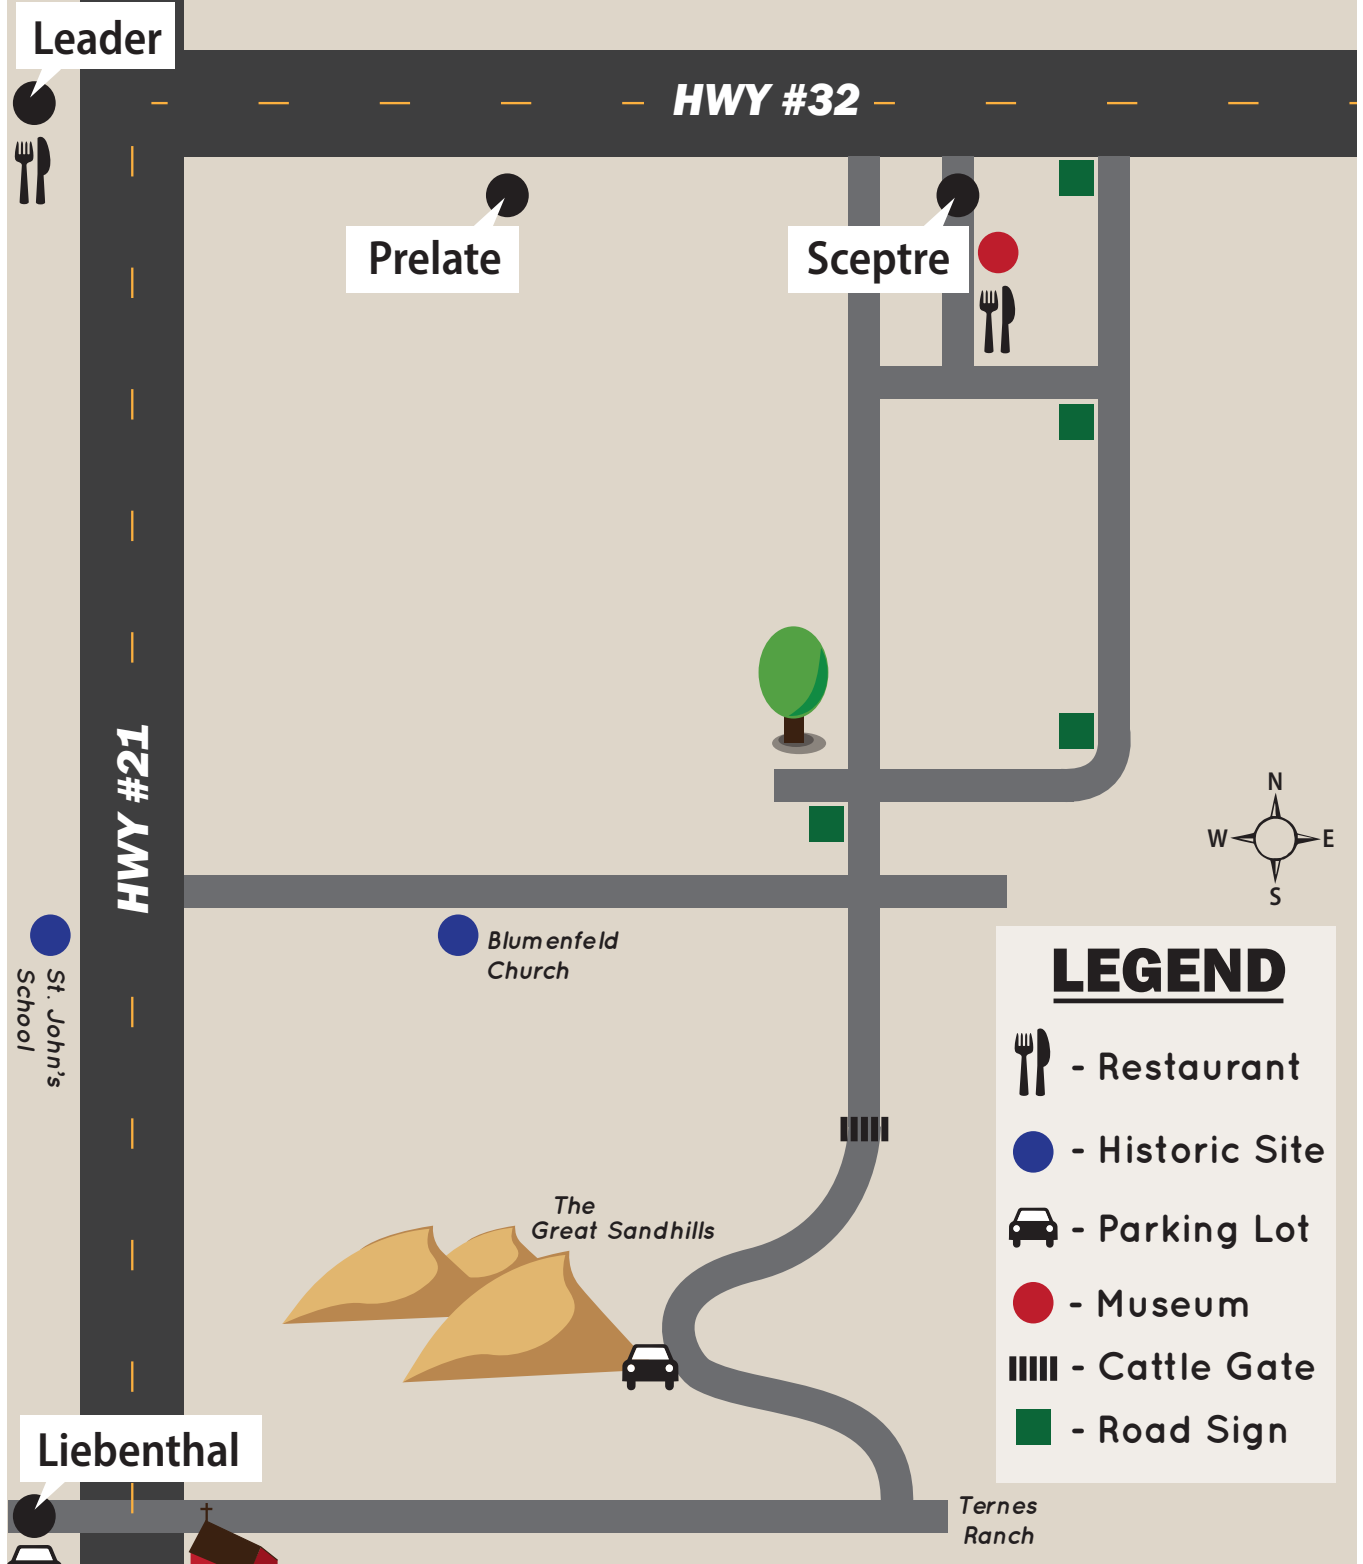 Leader
HWY #32
Prelate
Sceptre
HWY #21
N
W
E
S
St. John's
School
Blumenfeld
Church
LEGEND
- Restaurant
- Historic Site
- Parking Lot
- Museum
- Cattle Gate
- Road Sign
The
Great Sandhills
Liebenthal
Ternes
Ranch